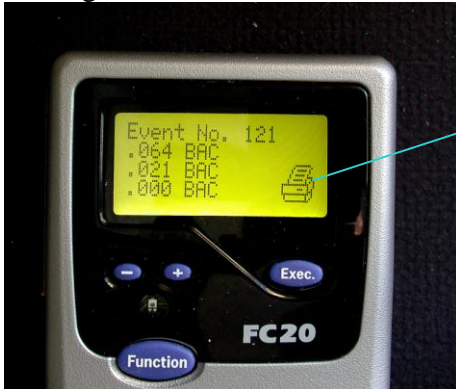 Event No. 121
.064 BAC
.021 BAC
.000 BAC
- +
Exec.
FC20
Function